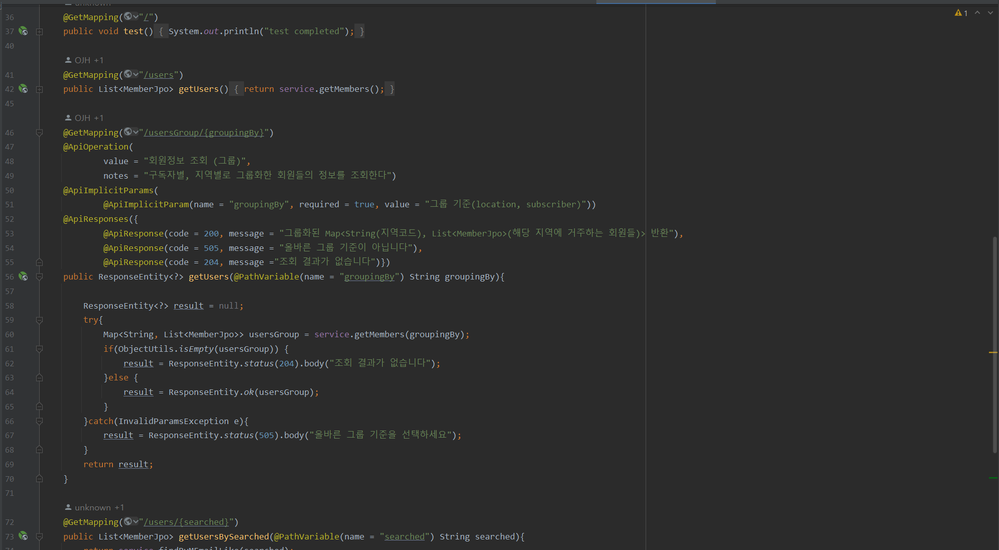 unknown
36 @GetMapping("/")
37 public void test() { System.out.println("test completed"); }
40
OJH +1
41 @GetMapping("/users")
42 public List<MemberJpo> getUsers() { return service.getMembers(); }
45
OJH +1
46 @GetMapping("/usersGroup/{groupingBy}")
47 @ApiOperation(
48 value = "회원정보 조회 (그룹)",
49 notes = "구독자별, 지역별로 그룹화한 회원들의 정보를 조회한다")
50 @ApiImplicitParams(
51 @ApiImplicitParam(name = "groupingBy", required = true, value = "그룹 기준(location, subscriber)"))
52 @ApiResponses({
53 @ApiResponse(code = 200, message = "그룹화된 Map<String(지역코드), List<MemberJpo>(해당 지역에 거주하는 회원들)> 반환"),
54 @ApiResponse(code = 505, message = "올바른 그룹 기준이 아닙니다"),
55 @ApiResponse(code = 204, message ="조회 결과가 없습니다")})
56 public ResponseEntity<?> getUsers(@PathVariable(name = "groupingBy") String groupingBy){
57
58 ResponseEntity<?> result = null;
59 try{
60 Map<String, List<MemberJpo>> usersGroup = service.getMembers(groupingBy);
61 if(ObjectUtils.isEmpty(usersGroup)) {
62 result = ResponseEntity.status(204).body("조회 결과가 없습니다");
63 }else {
64 result = ResponseEntity.ok(usersGroup);
65 }
66 }catch(InvalidParamsException e){
67 result = ResponseEntity.status(505).body("올바른 그룹 기준을 선택하세요");
68 }
69 return result;
70 }
71
unknown +1
72 @GetMapping("/users/{searched}")
73 public List<MemberJpo> getUsersBySearched(@PathVariable(name = "searched") String searched){
74 return service.findByMEmailLike(searched);
1